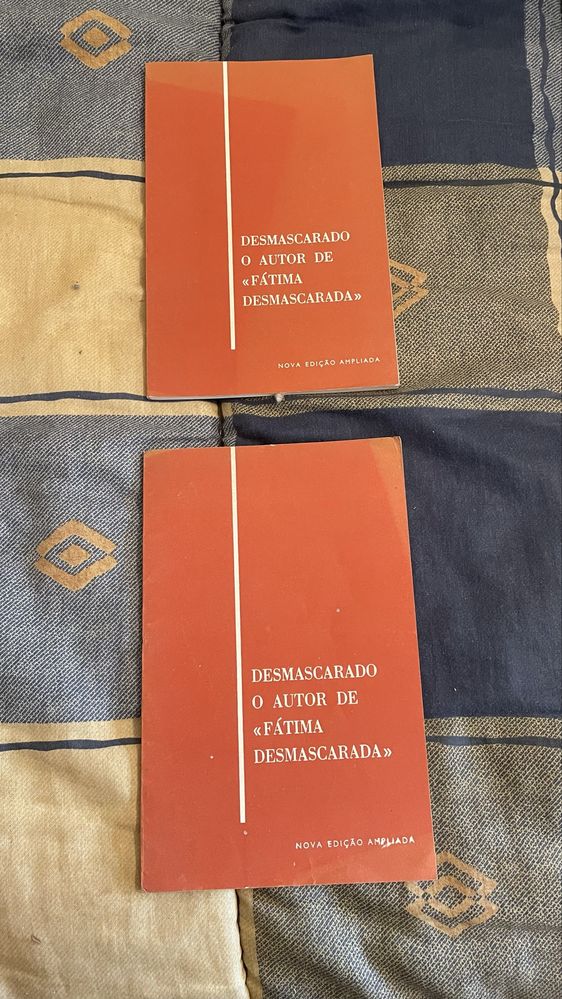 DESMASCARADO
O AUTOR DE
«FÁTIMA
DESMASCARADA»
NOVA EDIÇÃO AMPLIADA
DESMASCARADO
O AUTOR DE
«FÁTIMA
DESMASCARADA»
NOVA EDIÇÃO AMPLIADA